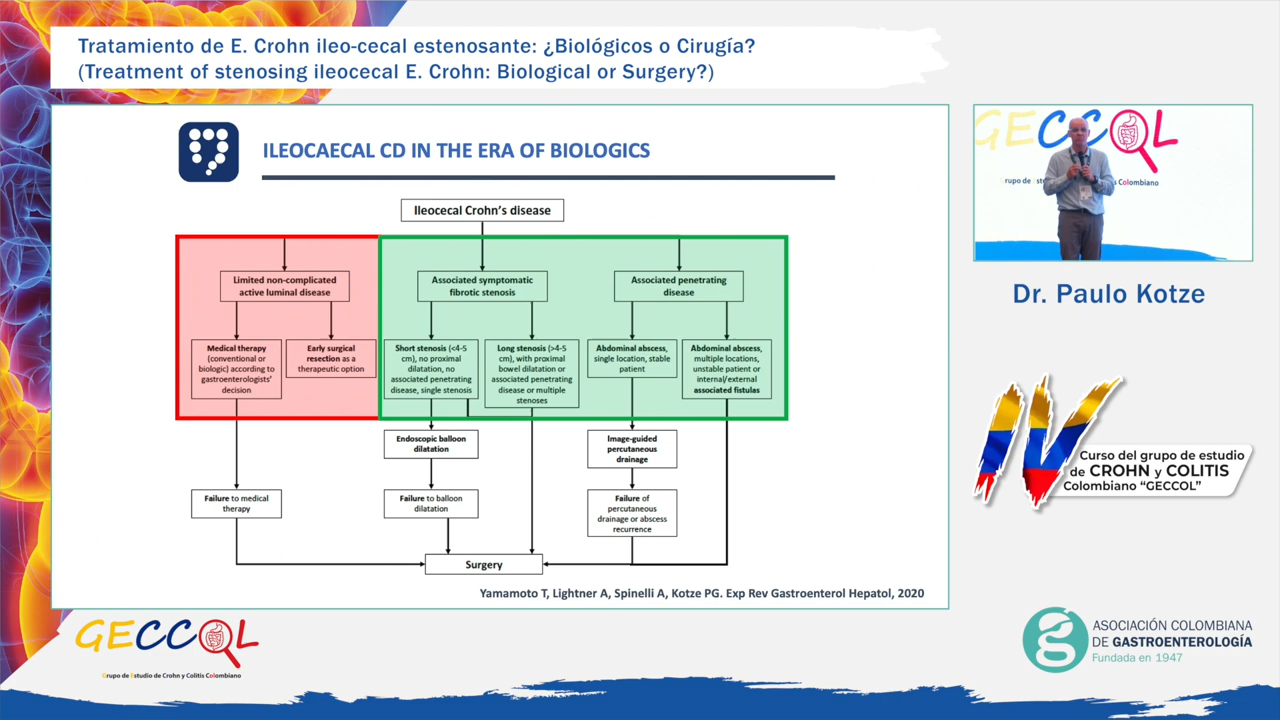 Tratamiento de E. Crohn ileo-cecal estenosante: ¿Biológicos o Cirugía?
(Treatment of stenosing ileocecal E. Crohn: Biological or Surgery?)
ILEOCAECAL CD IN THE ERA OF BIOLOGICS
Ileocecal Crohn's disease
Limited non-complicated
active luminal disease
Associated symptomatic
fibrotic stenosis
Associated penetrating
disease
Medical therapy
(conventional or
biologic) according to
gastroenterologists'
decision
Early surgical
resection as a
therapeutic option
Short stenosis (<4-5
cm), no proximal
dilatation, no
associated penetrating
disease, single stenosis
Long stenosis (>4-5
cm), with proximal
bowel dilatation or
associated penetrating
disease or multiple
stenoses
Abdominal abscess,
single location, stable
patient
Abdominal abscess,
multiple locations,
unstable patient or
internal/external
associated fistulas
Endoscopic balloon
dilatation
Image-guided
percutaneous
drainage
Failure to medical
therapy
Failure to balloon
dilatation
Failure of
percutaneous
drainage or abscess
recurrence
Surgery
Yamamoto T, Lightner A, Spinelli A, Kotze PG. Exp Rev Gastroenterol Hepatol, 2020
GECCOL
rupo de
Colombiano
Dr. Paulo Kotze
IV
Curso del grupo de estudio
de CROHN y COLITIS
Colombiano "GECCOL"
GECCOL
Grupo de Estudio de Crohn y Colitis Colombiano
ASOCIACIÓN COLOMBIANA
DE GASTROENTEROLOGÍA
Fundada en 1947